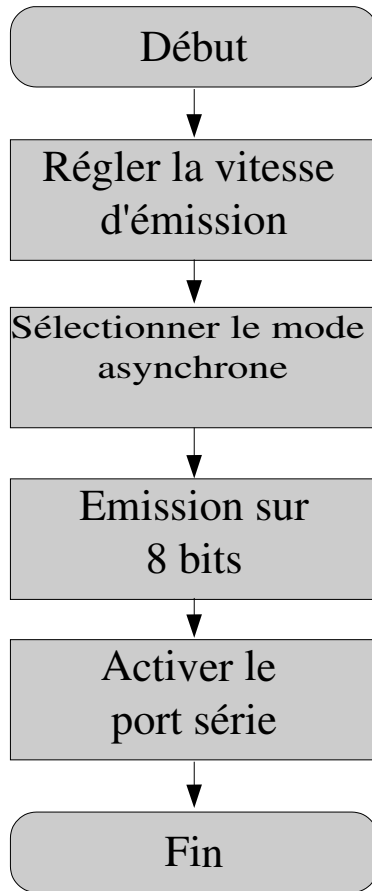 Début
Régler la vitesse
d'émission
Sélectionner le mode
asynchrone
Emission sur
8 bits
Activer le
port série
Fin